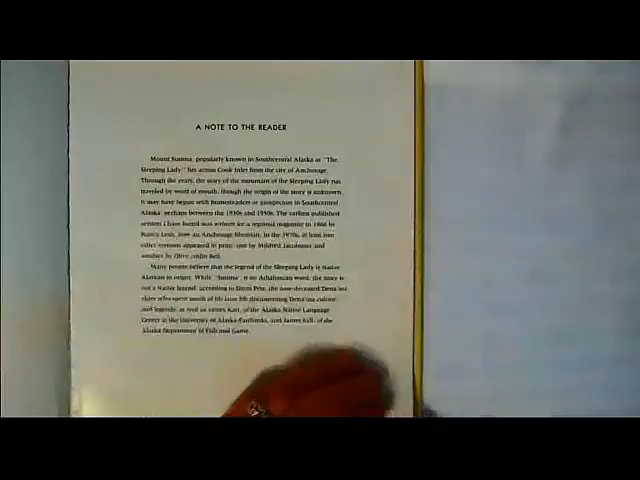 A NOTE TO THE READER
Mount Susitna, popularly known in Southcentral Alaska as "The
Sleeping Lady," lies across Cook Inlet from the city of Anchorage.
Through the years, the story of the mountain of the Sleeping Lady has
traveled by word of mouth, though the origin of the story is unknown.
It may have begun with homesteaders or prospectors in Southcentral
Alaska, perhaps between the 1930s and 1950s. The earliest published
version I have found was written for a regional magazine in by
Nancy Lesh, now an Anchorage librarian. In the 1970s, at least two
other versions appeared in print, one by Mildred and
another by
Many people believe that the legend of the Sleeping Lady is Native
Alaskan in origin. While "Susitna" is an Athabascan word, the story is
not a Native legend, according to Shem Pete, the now-deceased Dena'ina
elder who spent much of his later life documenting Dena'ina culture
and legends, as well as James Kari, of the Alaska Native Language
Center at the University of Alaska-Fairbanks, and James Fall, of the
Alaska Department of Fish and Game.